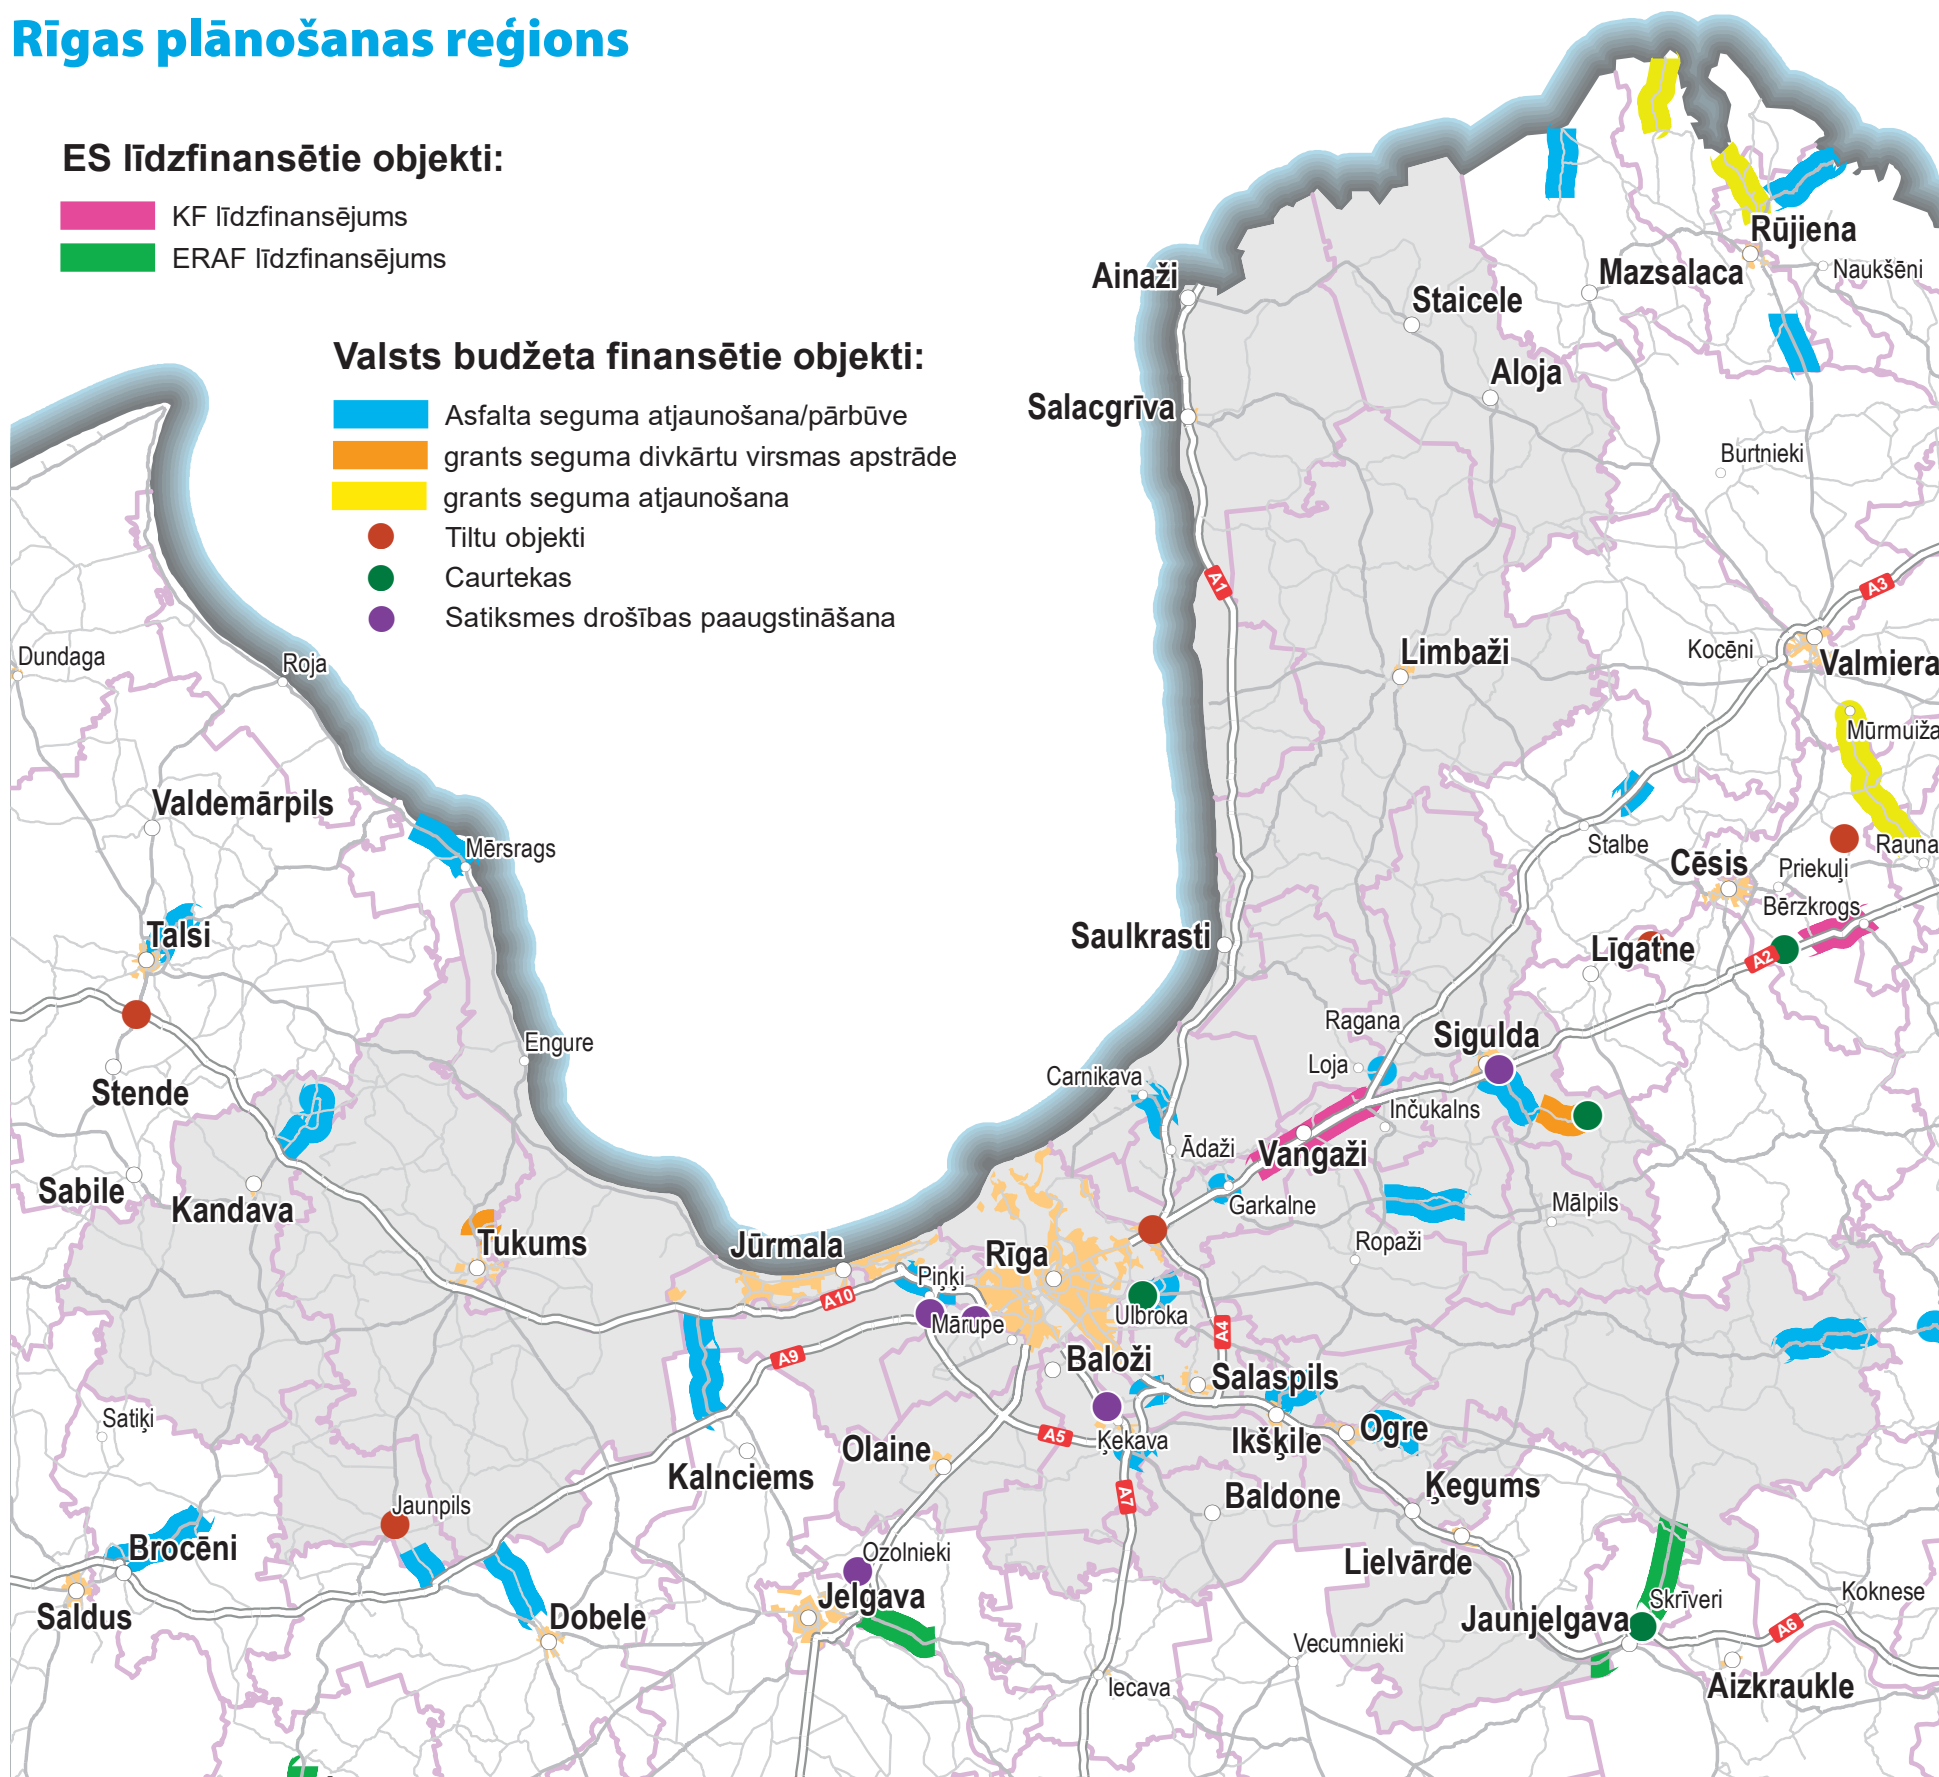 Rīgas plānošanas reģions
ES līdzfinansētie objekti:
KF līdzfinansējums
ERAF līdzfinansējums
Valsts budžeta finansētie objekti:
Asfalta seguma atjaunošana/pārbūve
grants seguma divkārtu virsmas apstrāde
grants seguma atjaunošana
Tiltu objekti
Caurtekas
Satiksmes drošības paaugstināšana
Rūjiena
Naukšēni
Mazsalaca
Ainaži
Staicele
Aloja
Salacgrīva
Burtnieki
A1
A3
Dundaga
Roja
Limbaži
Kocēni
Valmiera
Mūrmuiža
Valdemārpils
Mērsrags
Stalbe
Cēsis
Priekuļi
Rauna
Bērzkrogs
Talsi
Saulkrasti
Līgatne
A2
Engure
Ragana
Sigulda
Loja
Carnikava
Stende
Inčukalns
Ādaži
Vangaži
Sabile
Kandava
Garkalne
Mālpils
Tukums
Jūrmala
Rīga
Ropaži
Piņķi
A10
Mārupe
Ulbroka
A4
A9
Baloži
Salaspils
Satiķi
Olaine
A5
Ķekava
Ikšķile
Ogre
Kalnciems
A7
Baldone
Ķegums
Jaunpils
Brocēni
Ozolnieki
Lielvārde
Saldus
Dobele
Jelgava
Jaunjelgava
Skrīveri
Koknese
A6
Vecumnieki
Iecava
Aizkraukle